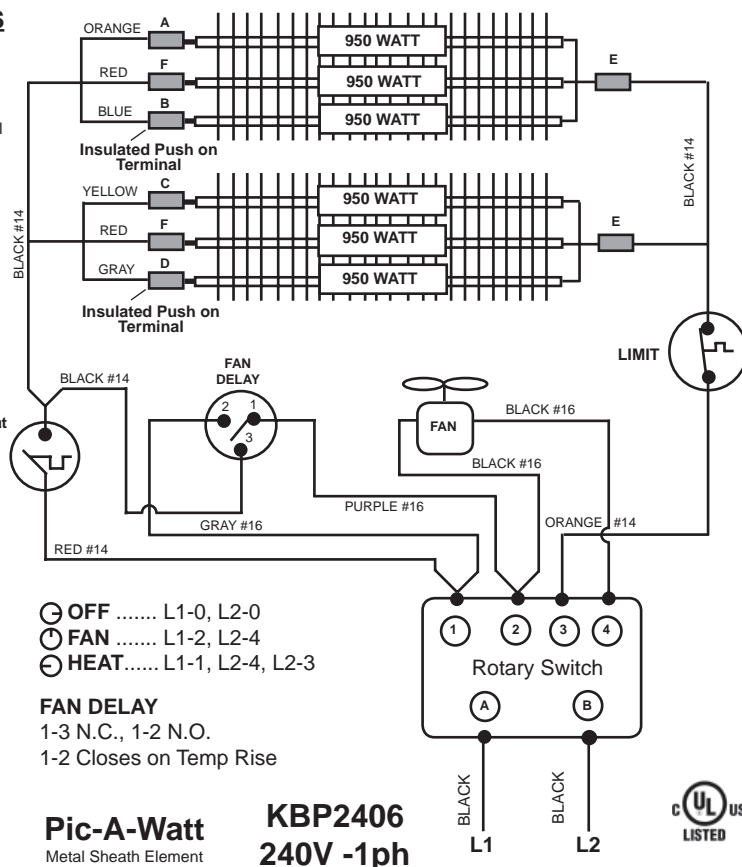 S
ORANGE
A
950 WATT
RED
F
950 WATT
E
BLUE
B
950 WATT
Insulated Push on
Terminal
BLACK #14
YELLOW
C
950 WATT
RED
F
950 WATT
E
GRAY
D
950 WATT
Insulated Push on
Terminal
BLACK #14
LIMIT
BLACK #14
FAN
DELAY
2
1
3
FAN
BLACK #16
BLACK #16
PURPLE #16
GRAY #16
ORANGE #14
RED #14
ut
OFF ....... L1-0, L2-0
FAN ....... L1-2, L2-4
HEAT...... L1-1, L2-4, L2-3
1
2
3
4
Rotary Switch
A
B
FAN DELAY
1-3 N.C., 1-2 N.O.
1-2 Closes on Temp Rise
BLACK
BLACK
L1
L2
Pic-A-Watt
Metal Sheath Element
KBP2406
240V -1ph
C UL US
LISTED